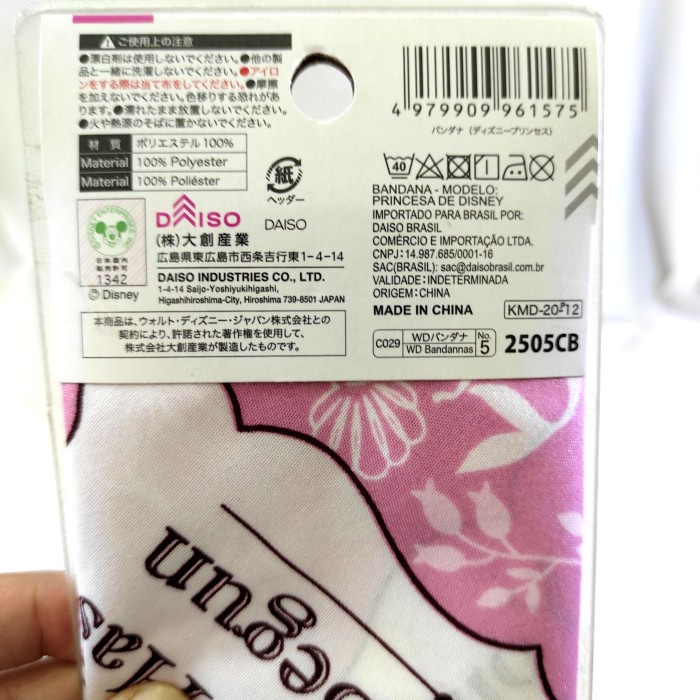 ご使用上の注意
●漂白剤は使用しないでください。●他の製
品と一緒に洗濯しないでください。●アイロ
ンをする際は当て布をしてください。●摩擦
を加えないでください。色移りする恐れがあ
ります。●濡れたまま放置しないでください。
●火や熱源のそばに置かないでください。
材 質 ポリエステル100%
Material 100% Polyester
Material 100% Poliéster
紙
ヘッダー
4 979909 961575
バンダナ（ディズニープリンセス）
40
BANDANA - MODELO:
PRINCESA DE DISNEY
IMPORTADO PARA BRASIL POR:
DAISO BRASIL
COMÉRCIO E IMPORTAÇÃO LTDA.
CNPJ: 14.987.685/0001-16
SAC(BRASIL): sac@daisobrasil.com.br
VALIDADE: INDETERMINADA
ORIGEM: CHINA
MADE IN CHINA
KMD-20-12
C029 WDバンダナ No.
WD Bandannas 5
2505CB
日本国内
販売許可
1342
© Disney
DAISO DAISO
(株)大創産業
広島県東広島市西条吉行東1-4-14
DAISO INDUSTRIES CO., LTD.
1-4-14 Saijo-Yoshiyukihigashi,
Higashihiroshima-City, Hiroshima 739-8501 JAPAN
本商品は、ウォルト・ディズニー・ジャパン株式会社との
契約により、許諾された著作権を使用して、
株式会社大創産業が製造したものです。
Has
begun